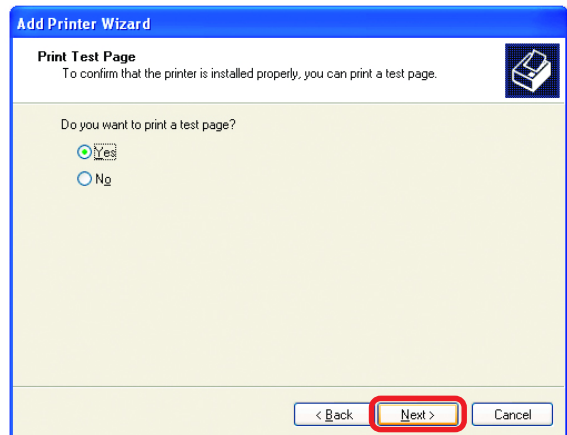 Add Printer Wizard
Print Test Page
To confirm that the printer is installed properly, you can print a test page.
Do you want to print a test page?
Yes
No
< Back Next > Cancel